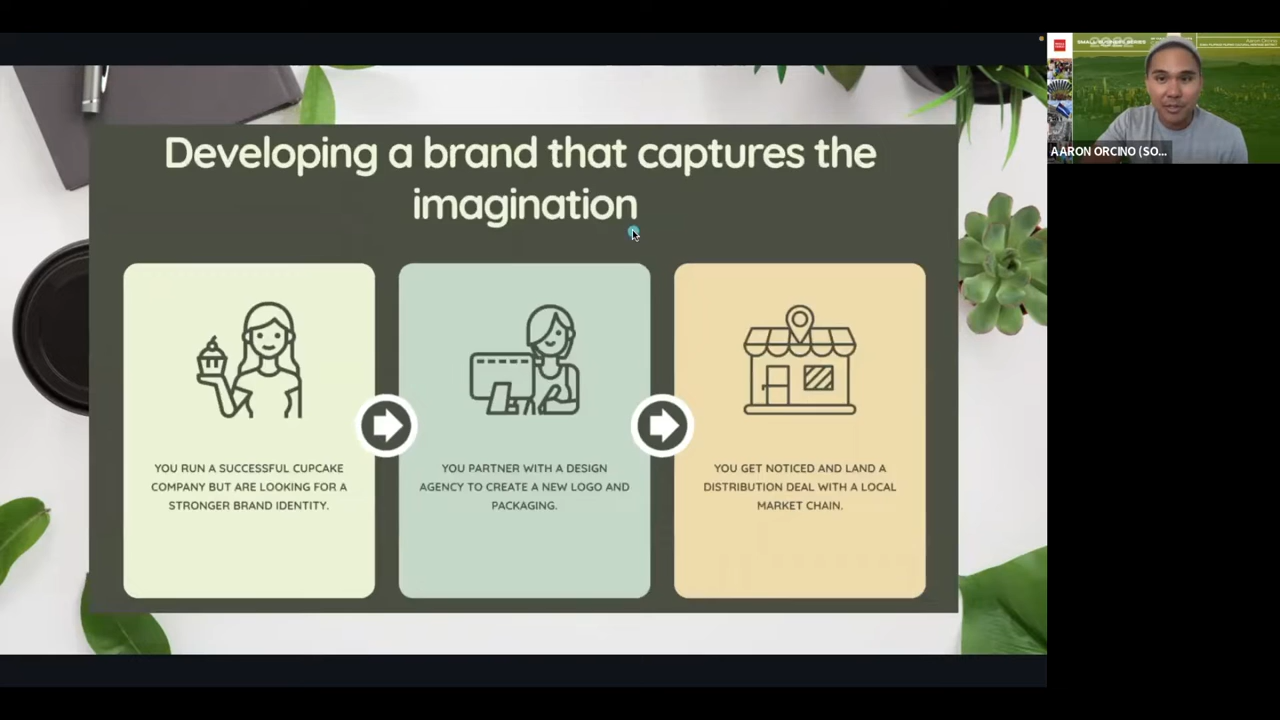 Developing a brand that captures the
imagination
YOU RUN A SUCCESSFUL CUPCAKE
COMPANY BUT ARE LOOKING FOR A
STRONGER BRAND IDENTITY.
YOU PARTNER WITH A DESIGN
AGENCY TO CREATE A NEW LOGO AND
PACKAGING.
YOU GET NOTICED AND LAND A
DISTRIBUTION DEAL WITH A LOCAL
MARKET CHAIN.
AARON ORCINO (SO...